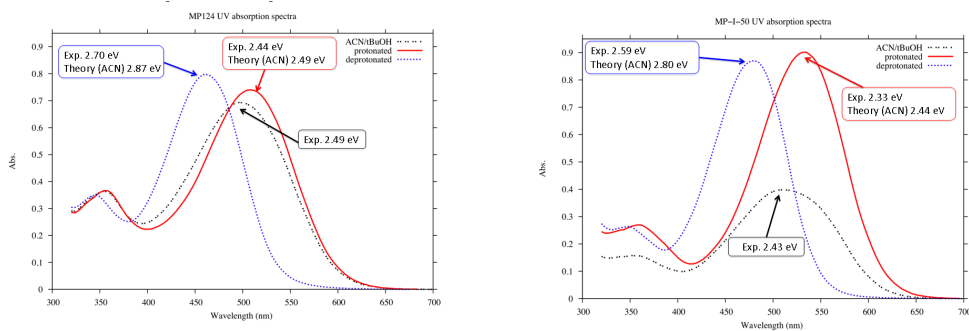 MP124 UV absorption spectra
Exp. 2.70 eV
Theory (ACN) 2.87 eV
Exp. 2.44 eV
Theory (ACN) 2.49 eV
ACN/tBuOH
protonated
deprotonated
Exp. 2.49 eV
Abs.
0.9
0.8
0.7
0.6
0.5
0.4
0.3
0.2
0.1
0
300 350 400 450 500 550 600 650 700
Wavelength (nm)
MP-I-50 UV absorption spectra
Exp. 2.59 eV
Theory (ACN) 2.80 eV
ACN/tBuOH
protonated
deprotonated
Exp. 2.33 eV
Theory (ACN) 2.44 eV
Exp. 2.43 eV
Abs.
0.9
0.8
0.7
0.6
0.5
0.4
0.3
0.2
0.1
0
300 350 400 450 500 550 600 650 700
Wavelength (nm)